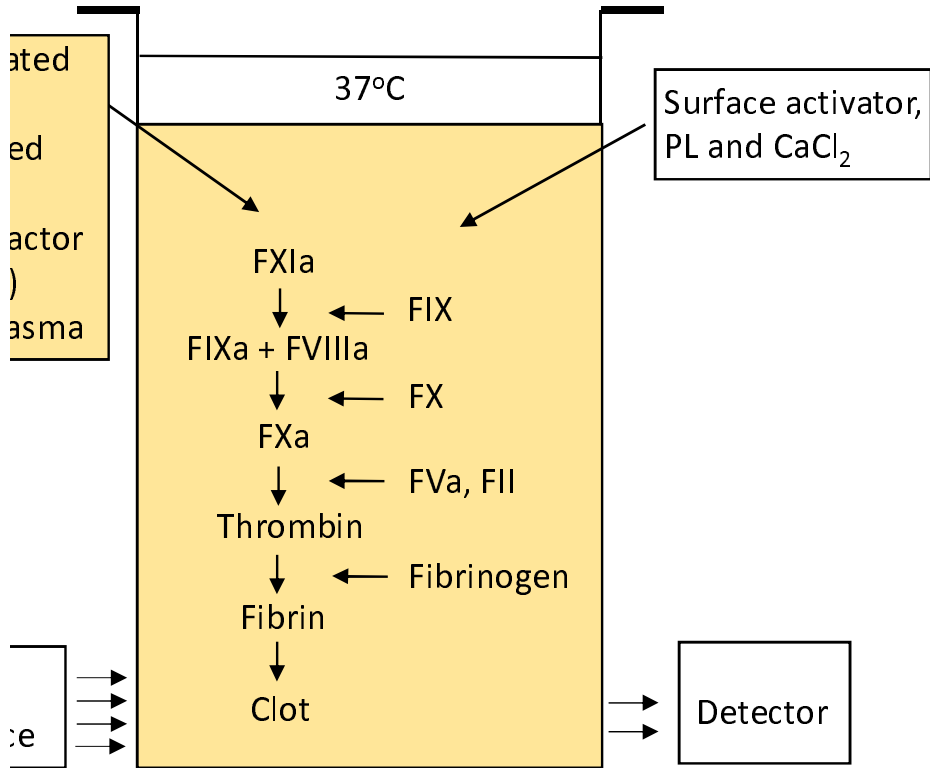 ated
ed
actor
)
asma
37°C
Surface activator,
PL and CaCl₂
FXIa
FIX
FIXa + FVIIIa
FX
FXa
FVa, FII
Thrombin
Fibrinogen
Fibrin
Clot
ce
Detector